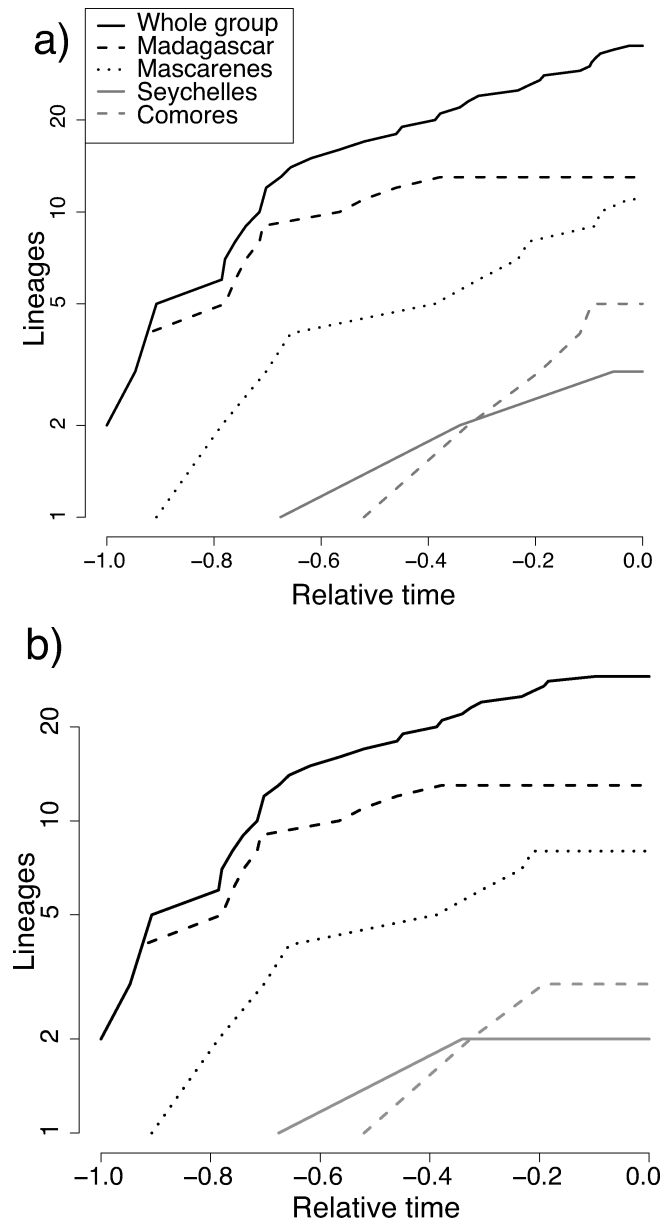 a)
Whole group
Madagascar
Mascarenes
Seychelles
Comores
Lineages
20
10
5
2
1
−1.0 −0.8 −0.6 −0.4 −0.2 0.0
Relative time
b)
Lineages
20
10
5
2
1
−1.0 −0.8 −0.6 −0.4 −0.2 0.0
Relative time